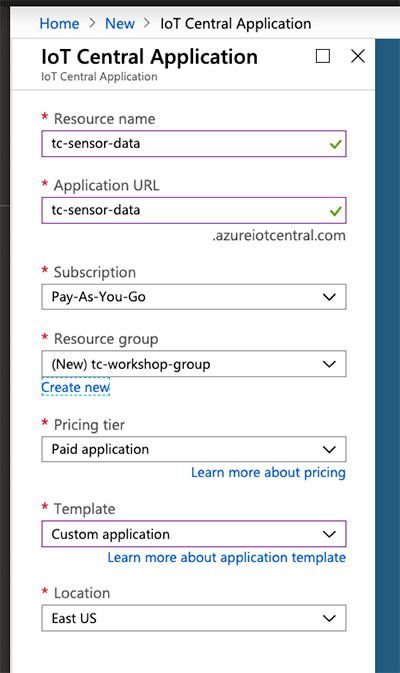 Home > New > IoT Central Application
IoT Central Application
IoT Central Application
* Resource name
tc-sensor-data
* Application URL
tc-sensor-data
.azureiotcentral.com
* Subscription
Pay-As-You-Go
* Resource group
(New) tc-workshop-group
Create new
* Pricing tier
Paid application
Learn more about pricing
* Template
Custom application
Learn more about application template
* Location
East US